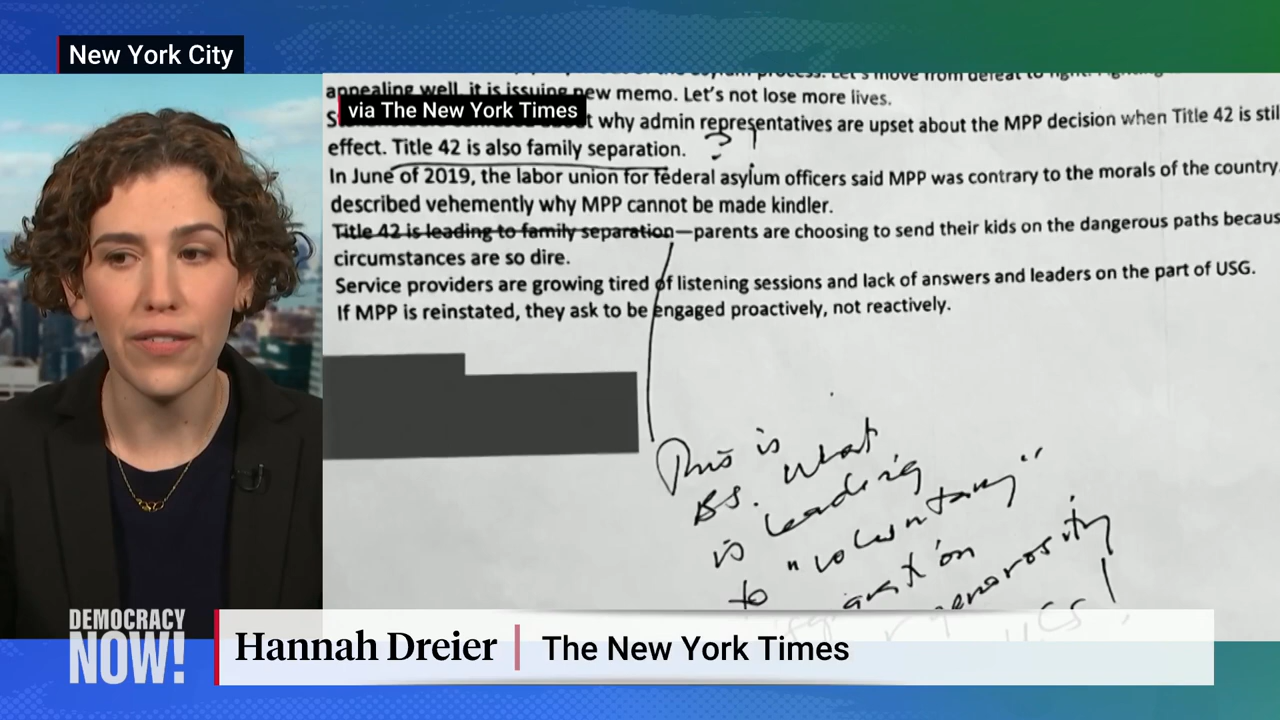 New York City
appealing well, it is issuing new memo. Let's not lose more lives.
via The New York Times
why admin representatives are upset about the MPP decision when Title 42 is stil
effect. Title 42 is also family separation. ?!
In June of 2019, the labor union for federal asylum officers said MPP was contrary to the morals of the country
described vehemently why MPP cannot be made kindler.
Title 42 is leading to family separation—parents are choosing to send their kids on the dangerous paths becaus
circumstances are so dire.
Service providers are growing tired of listening sessions and lack of answers and leaders on the part of USG.
If MPP is reinstated, they ask to be engaged proactively, not reactively.
This is
BS. What
is leading
to "voluntary"
generosity
DEMOCRACY
NOW!
Hannah Dreier | The New York Times